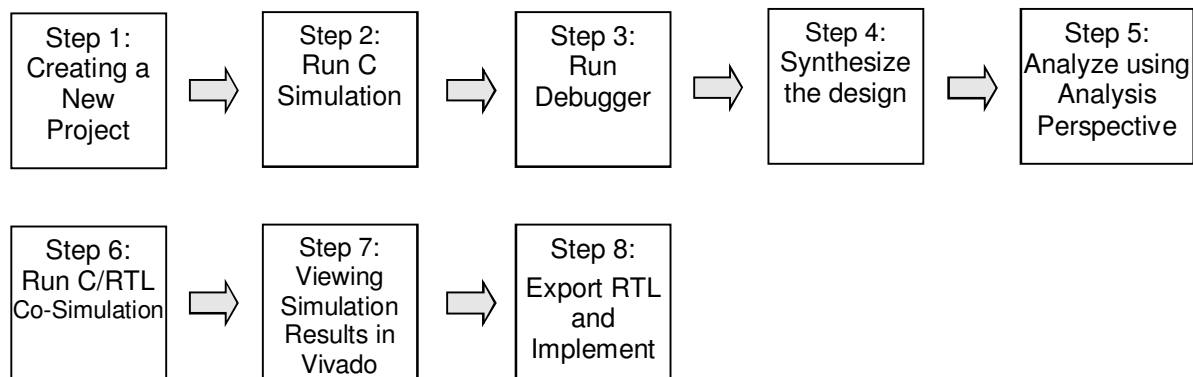 Step 1:
Creating a
New
Project
Step 2:
Run C
Simulation
Step 3:
Run
Debugger
Step 4:
Synthesize
the design
Step 5:
Analyze using
Analysis
Perspective
Step 6:
Run C/RTL
Co-Simulation
Step 7:
Viewing
Simulation
Results in
Vivado
Step 8:
Export RTL
and
Implement